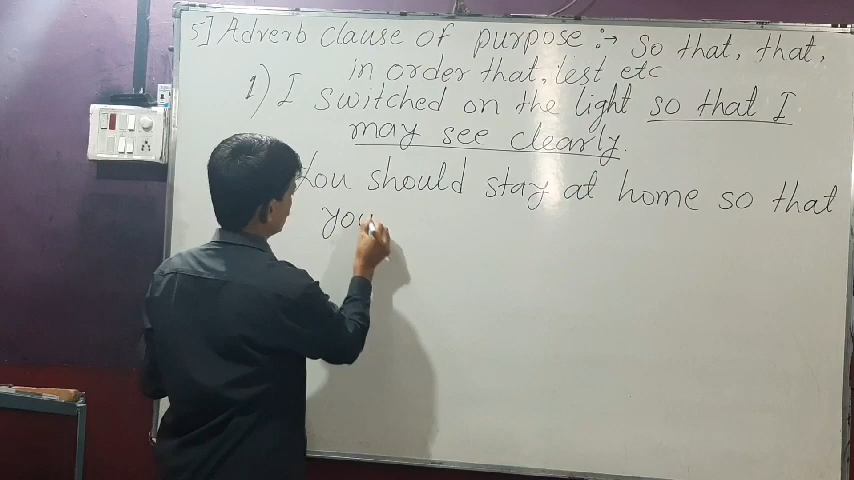 5] Adverb clause of purpose :→ So that, that,
in order that, lest etc
1) I switched on the light so that I
may see clearly.
You should stay at home so that
you